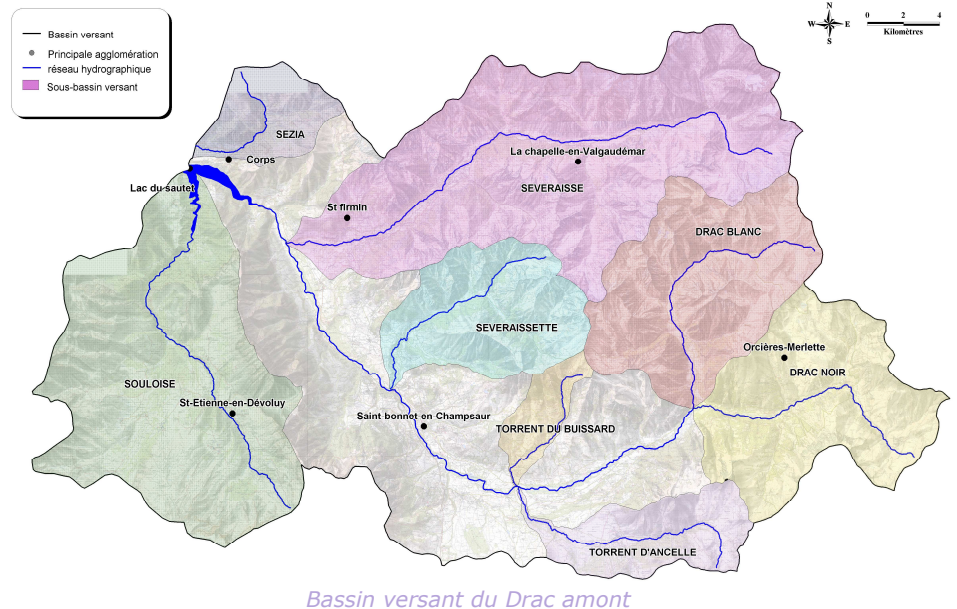 Bassin versant
Principale agglomération
réseau hydrographique
Sous-bassin versant
N
W E
S
0 2 4
Kilomètres
SEZIA
Corps
La chapelle-en-Valgaudémar
SEVERAISSE
Lac du sautet
St firmin
DRAC BLANC
SEVERAISSETTE
Orcières-Merlette
DRAC NOIR
SOULOISE
St-Etienne-en-Dévoluy
Saint bonnet en Champsaur
TORRENT DU BUISSARD
TORRENT D'ANCELLE
Bassin versant du Drac amont